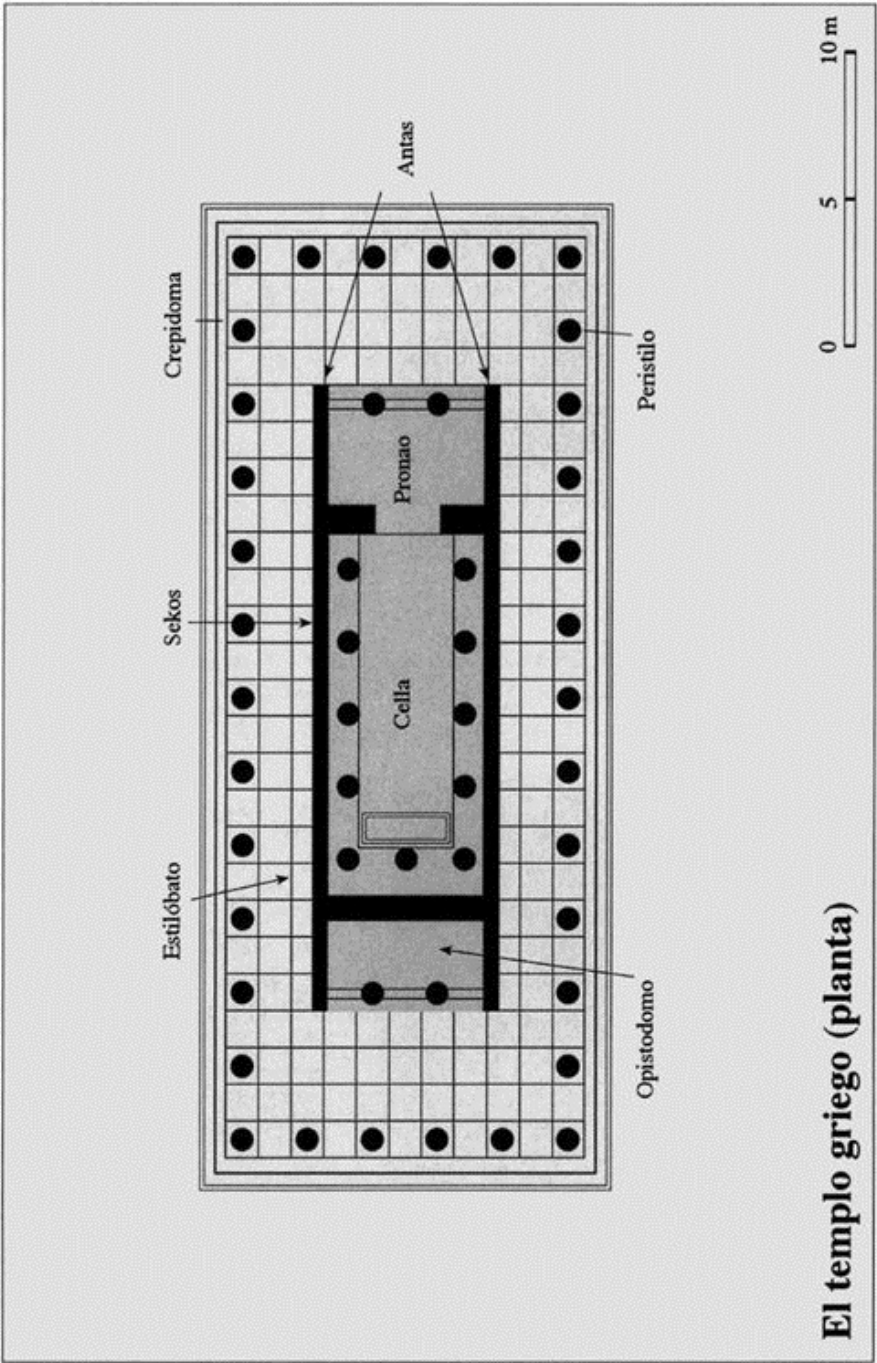 Estilóbato
Sekos
Crepidoma
Antas
Cella
Pronao
Opistodomo
Peristilo
El templo griego (planta)
0 5 10 m